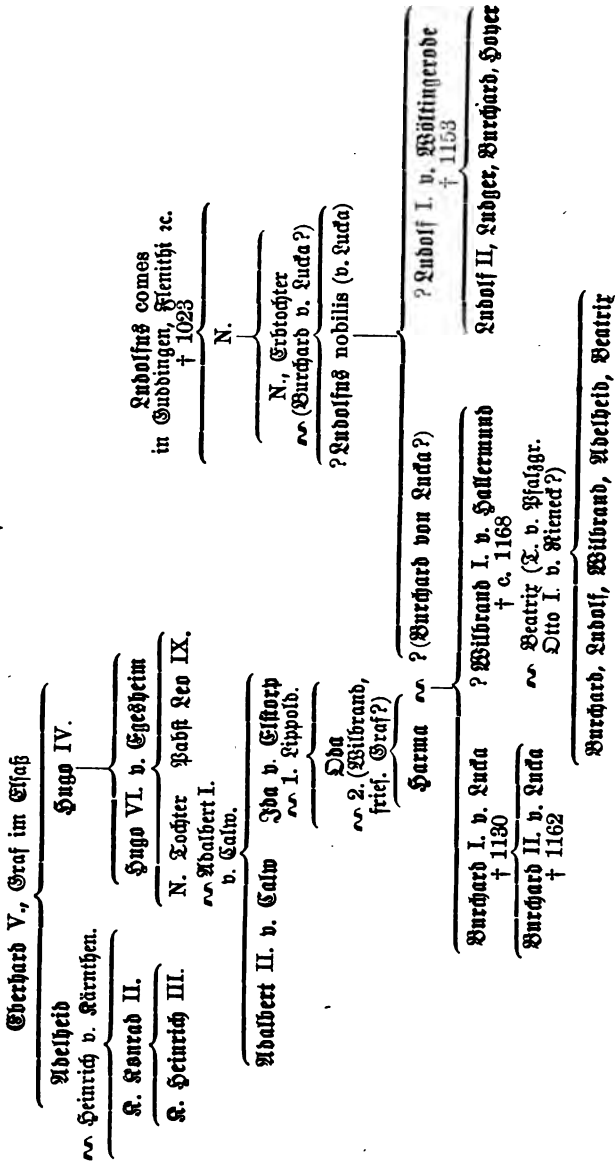 Eberhard V., Graf im Elsaß
Adelheid
∾ Heinrich v. Kärnthen.
K. Konrad II.
K. Heinrich III.
Hugo IV.
Hugo VI. v. Egesheim
N. Tochter Pabst Leo IX.
∾ Adalbert I.
v. Calw.
Adalbert II. v. Calw Ida v. Elstorp
∾ 1. Lippold.
Oda
∾ 2. (Wilbrand,
fries. Graf?)
Harma ∾ ? (Burchard von Lucka?)
Burchard I. v. Lucka
† 1130
Burchard II. v. Lucka
† 1162
? Wilbrand I. v. Hallermund
† c. 1168
∾ Beatrix (T. v. Pfalzgr.
Otto I. v. Rieneck?)
Burchard, Ludolf, Wilbrand, Adelheid, Beatrix
Ludolfus comes
in Guddingen, Flenithi ꝛc.
† 1023
N.
N., Erbtochter
∾ (Burchard v. Lucka?)
? Ludolfus nobilis (v. Lucka)
? Ludolf I. v. Wöltingerode
† 1153
Ludolf II, Ludger, Burchard, Hoyer